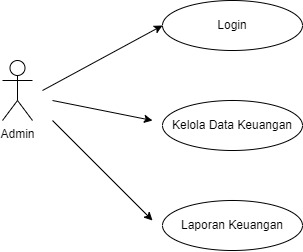 Login
Admin
Kelola Data Keuangan
Laporan Keuangan